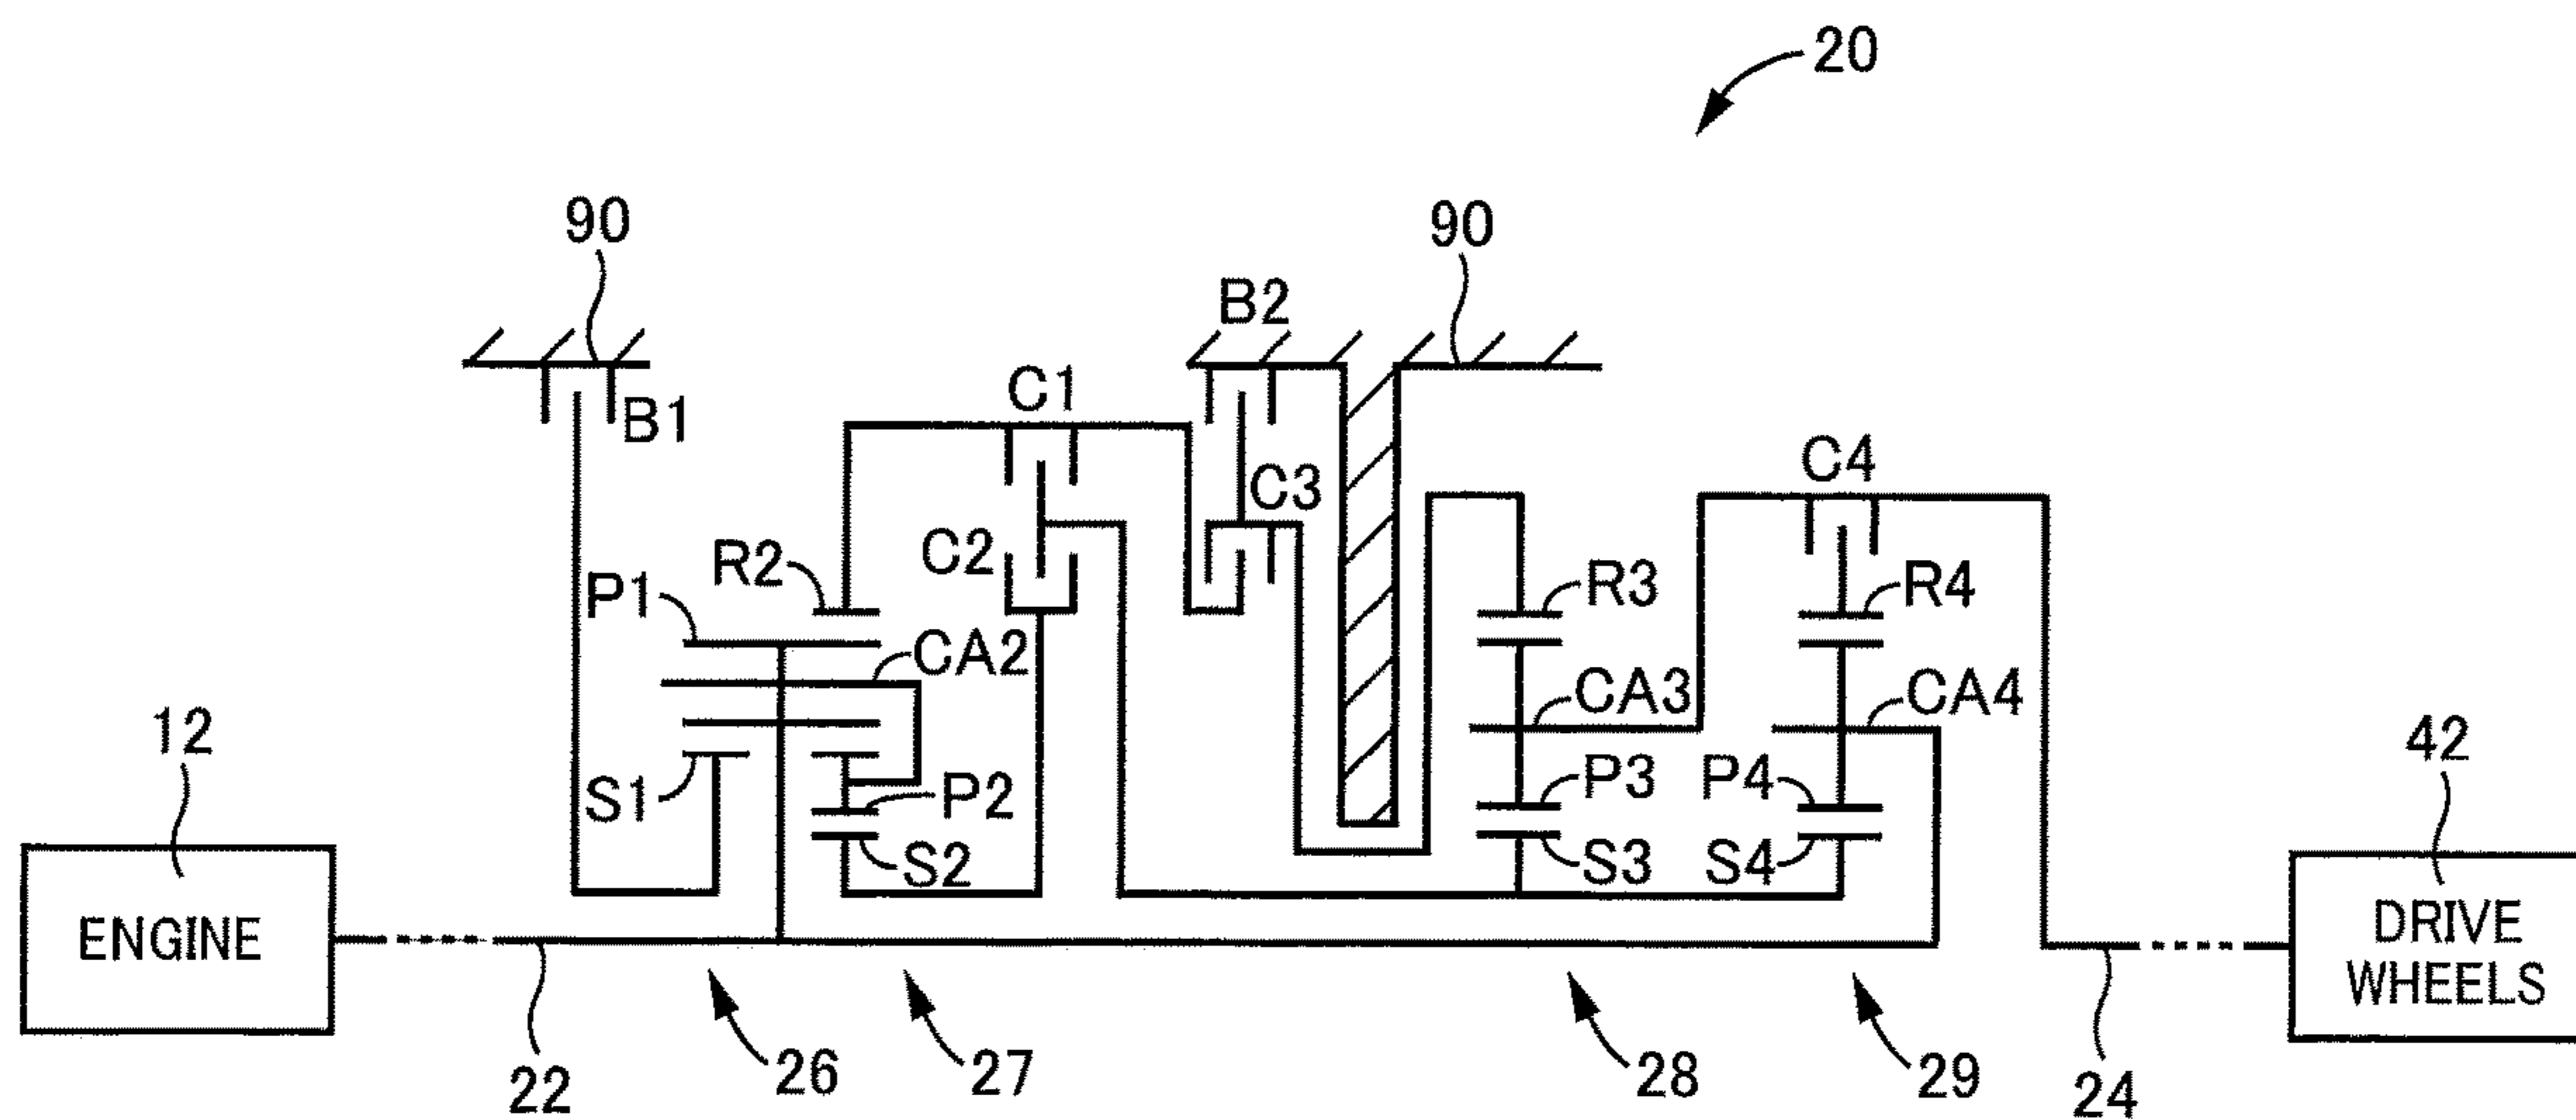 20
90
90
B2
C1
B1
C4
C3
R2
C2
P1
R3
R4
CA2
CA3
CA4
12
42
S1
P2
P3
P4
S2
S3
S4
ENGINE
DRIVE
WHEELS
22
26
27
28
29
24